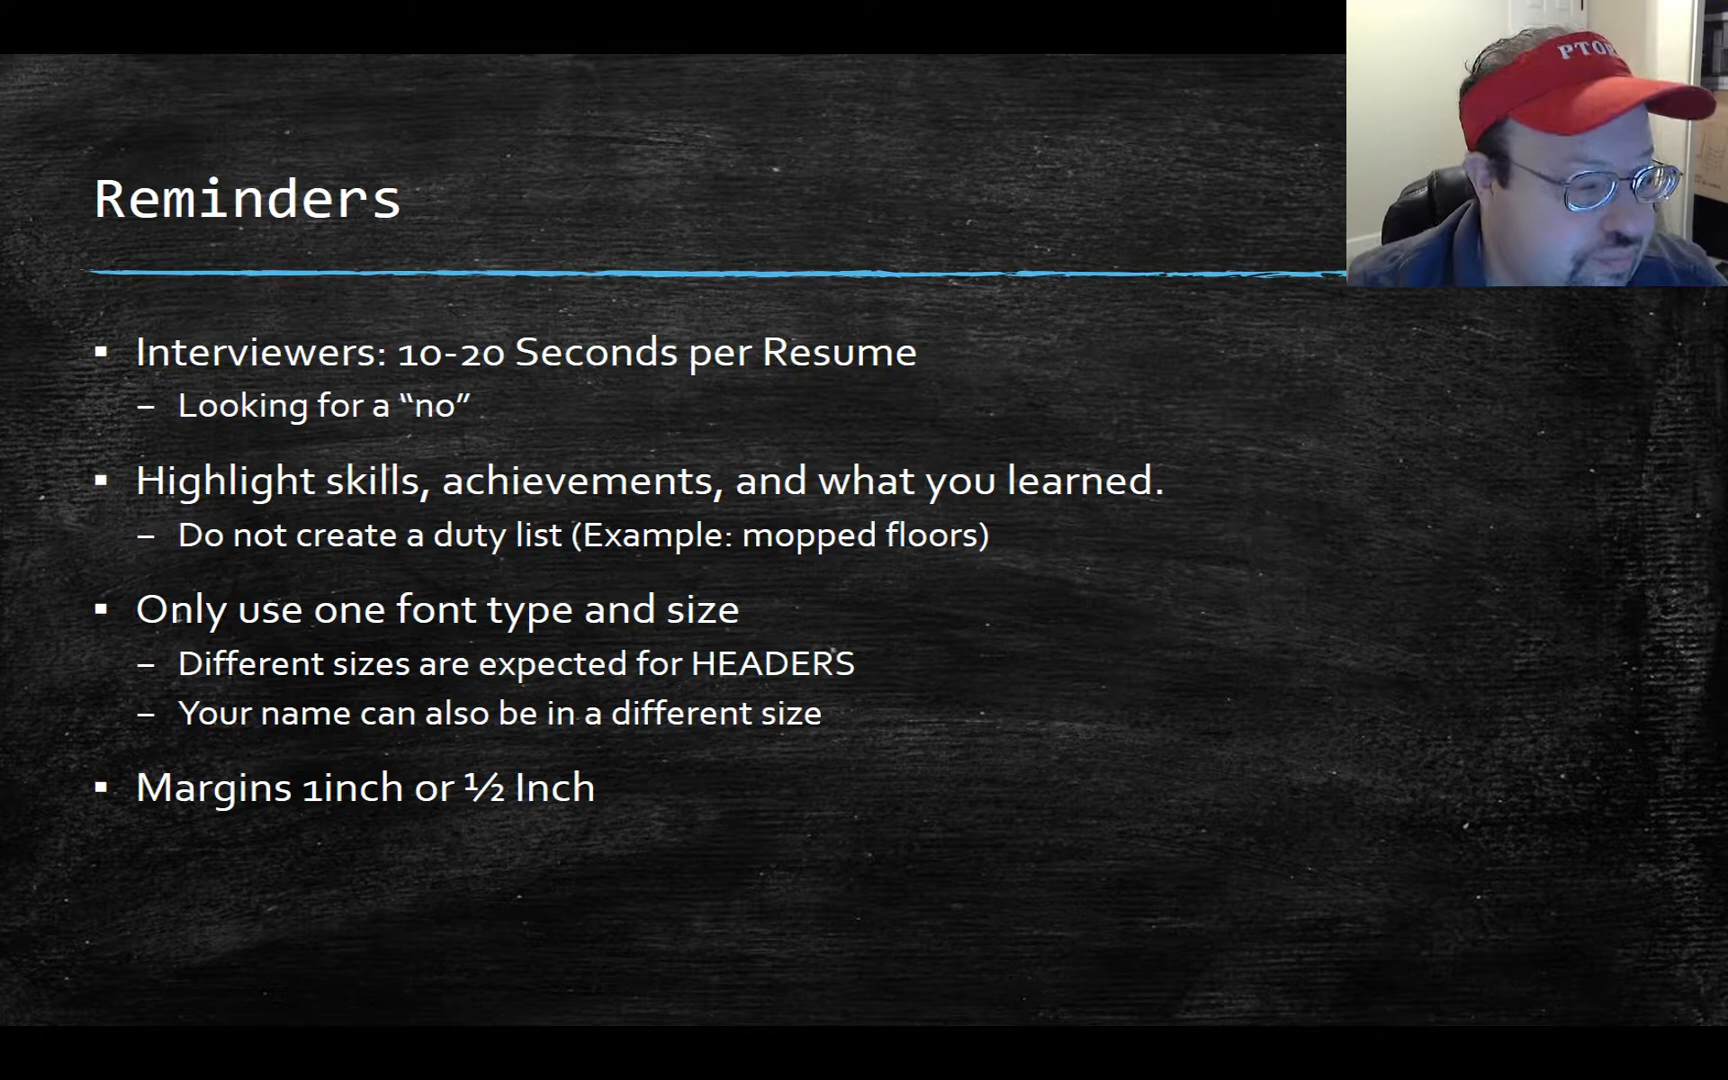 PTO
Reminders
▪ Interviewers: 10-20 Seconds per Resume
– Looking for a “no”
▪ Highlight skills, achievements, and what you learned.
– Do not create a duty list (Example: mopped floors)
▪ Only use one font type and size
– Different sizes are expected for HEADERS
– Your name can also be in a different size
▪ Margins 1inch or ½ Inch